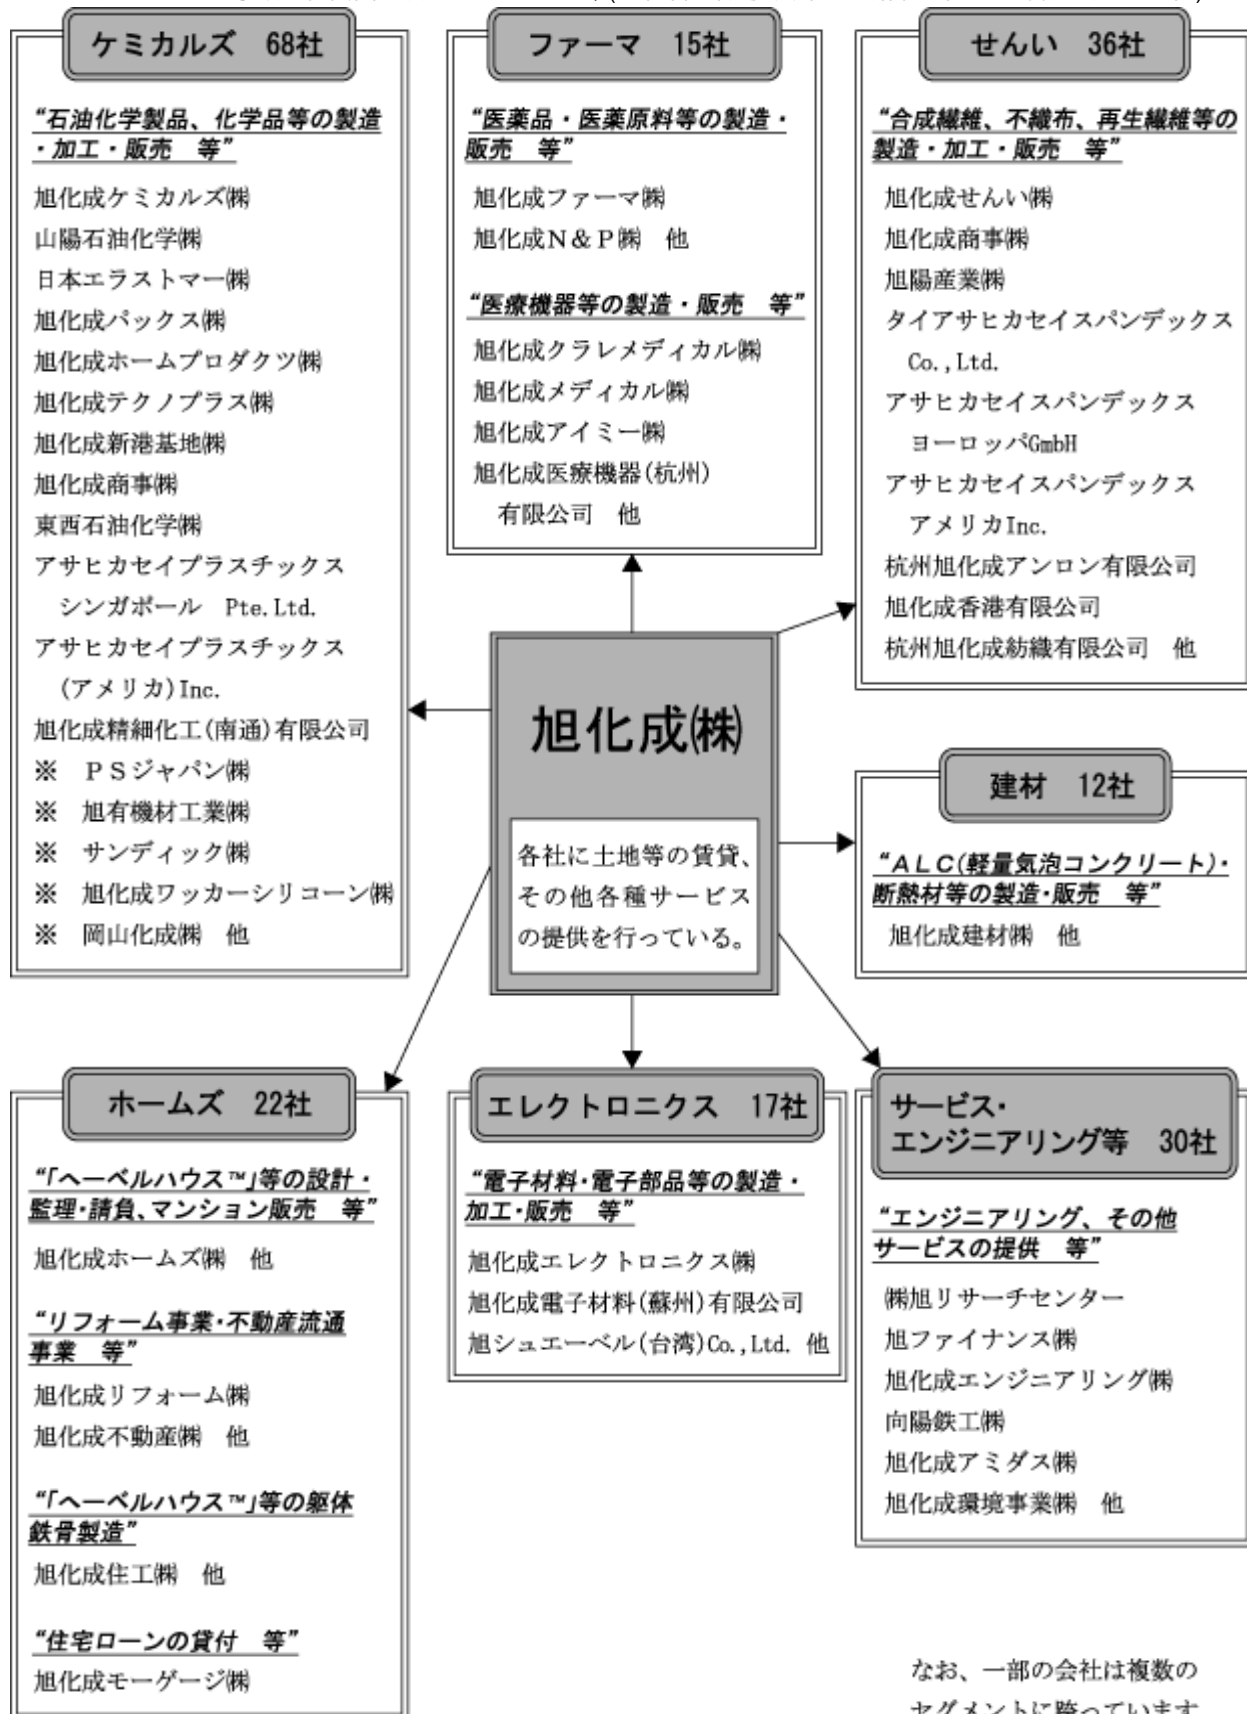 ケミカルズ　68社
“石油化学製品、化学品等の製造
・加工・販売　等”
旭化成ケミカルズ㈱
山陽石油化学㈱
日本エラストマー㈱
旭化成パックス㈱
旭化成ホームプロダクツ㈱
旭化成テクノプラス㈱
旭化成新港基地㈱
旭化成商事㈱
東西石油化学㈱
アサヒカセイプラスチックス
シンガポール　Pte.Ltd.
アサヒカセイプラスチックス
(アメリカ)Inc.
旭化成精細化工(南通)有限公司
※　ＰＳジャパン㈱
※　旭有機材工業㈱
※　サンディック㈱
※　旭化成ワッカーシリコーン㈱
※　岡山化成㈱　他
ファーマ　15社
“医薬品・医薬原料等の製造・
販売　等”
旭化成ファーマ㈱
旭化成Ｎ＆Ｐ㈱　他
“医療機器等の製造・販売　等”
旭化成クラレメディカル㈱
旭化成メディカル㈱
旭化成アイミー㈱
旭化成医療機器(杭州)
有限公司　他
せんい　36社
“合成繊維、不織布、再生繊維等の
製造・加工・販売　等”
旭化成せんい㈱
旭化成商事㈱
旭陽産業㈱
タイアサヒカセイスパンデックス
Co.,Ltd.
アサヒカセイスパンデックス
ヨーロッパGmbH
アサヒカセイスパンデックス
アメリカInc.
杭州旭化成アンロン有限公司
旭化成香港有限公司
杭州旭化成紡織有限公司　他
旭化成㈱
各社に土地等の賃貸、
その他各種サービス
の提供を行っている。
建材　12社
“ＡＬＣ(軽量気泡コンクリート)・
断熱材等の製造・販売　等”
旭化成建材㈱　他
ホームズ　22社
“「へーベルハウス™」等の設計・
監理・請負、マンション販売　等”
旭化成ホームズ㈱　他
“リフォーム事業・不動産流通
事業　等”
旭化成リフォーム㈱
旭化成不動産㈱　他
“「へーベルハウス™」等の躯体
鉄骨製造”
旭化成住工㈱　他
“住宅ローンの貸付　等”
旭化成モーゲージ㈱
エレクトロニクス　17社
“電子材料・電子部品等の製造・
加工・販売　等”
旭化成エレクトロニクス㈱
旭化成電子材料(蘇州)有限公司
旭シュエーベル(台湾)Co.,Ltd. 他
サービス・
エンジニアリング等　30社
“エンジニアリング、その他
サービスの提供　等”
㈱旭リサーチセンター
旭ファイナンス㈱
旭化成エンジニアリング㈱
向陽鉄工㈱
旭化成アミダス㈱
旭化成環境事業㈱　他
なお、一部の会社は複数の
セグメントに跨っています